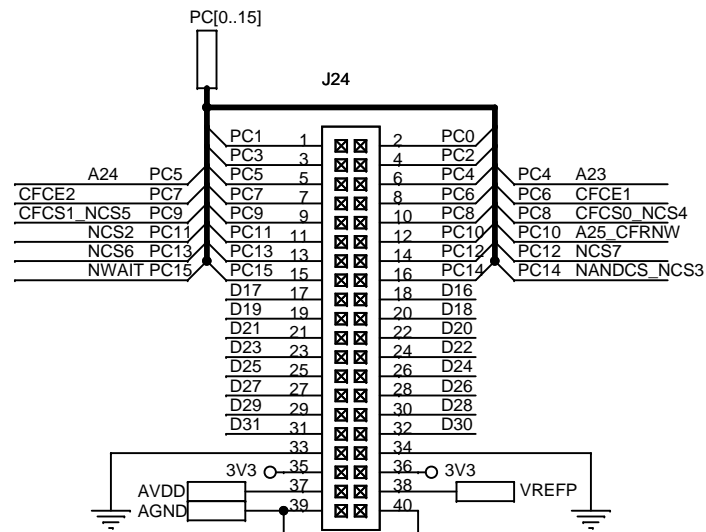 PC[0..15]
J24
PC1 1 2 PC0
PC3 3 4 PC2
A24 PC5 PC5 5 6 PC4 PC4 A23
CFCE2 PC7 PC7 7 8 PC6 PC6 CFCE1
CFCS1_NCS5 PC9 PC9 9 10 PC8 PC8 CFCS0_NCS4
NCS2 PC11 PC11 11 12 PC10 PC10 A25_CFRNW
NCS6 PC13 PC13 13 14 PC12 PC12 NCS7
NWAIT PC15 PC15 15 16 PC14 PC14 NANDCS_NCS3
D17 17 18 D16
D19 19 20 D18
D21 21 22 D20
D23 23 24 D22
D25 25 26 D24
D27 27 28 D26
D29 29 30 D28
D31 31 32 D30
33 34
3V3 35 36 3V3
AVDD 37 38 VREFP
AGND 39 40